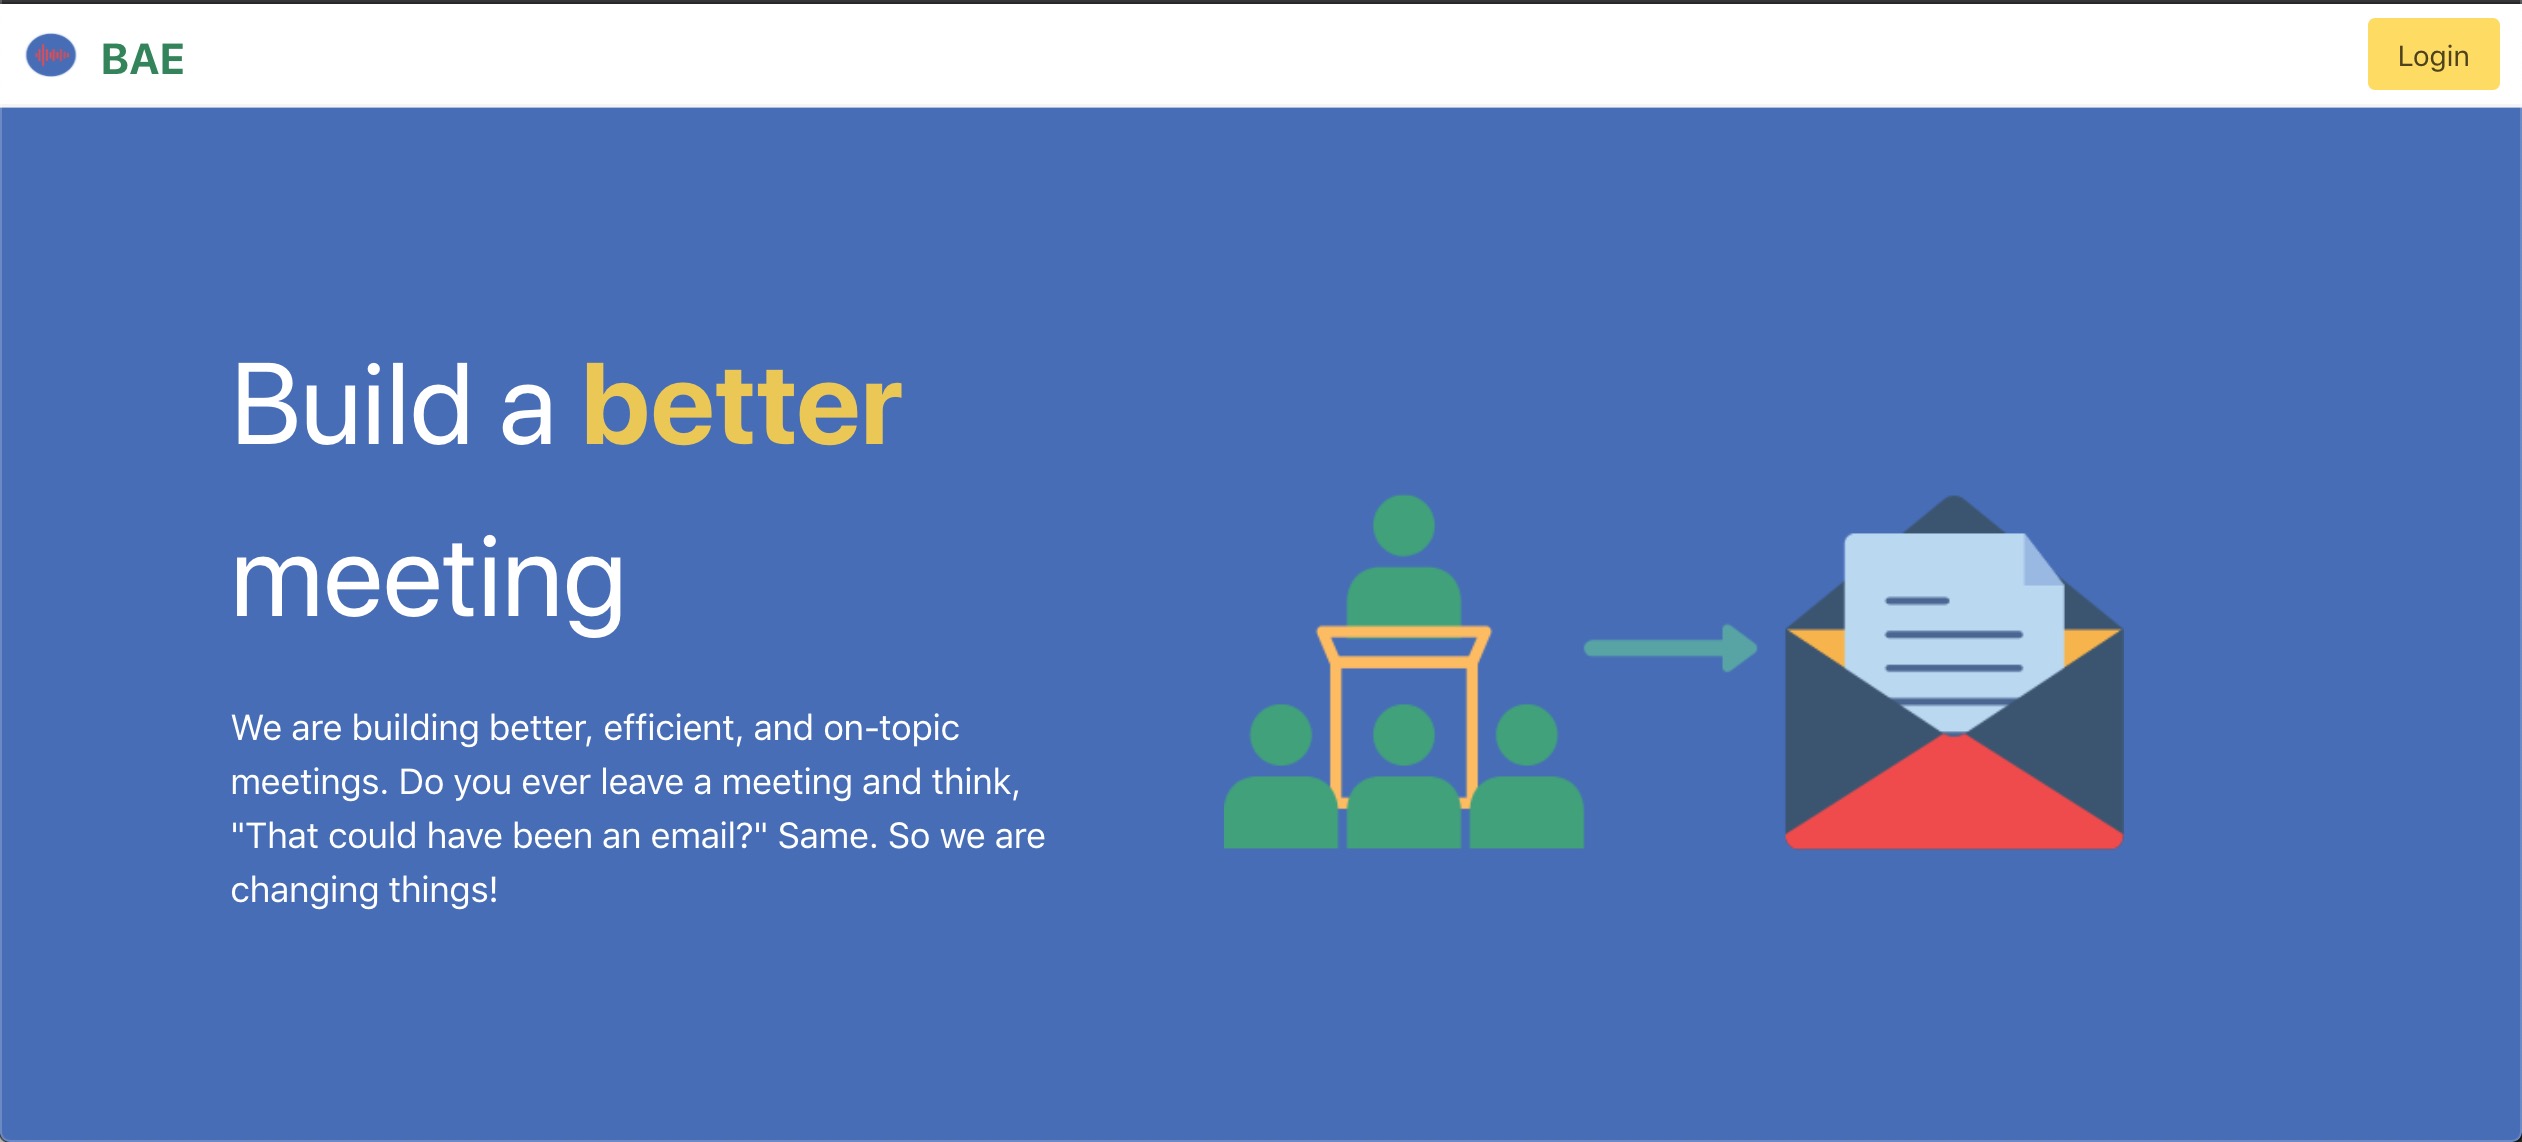 BAE
Login
Build a better
meeting
We are building better, efficient, and on-topic
meetings. Do you ever leave a meeting and think,
"That could have been an email?" Same. So we are
changing things!